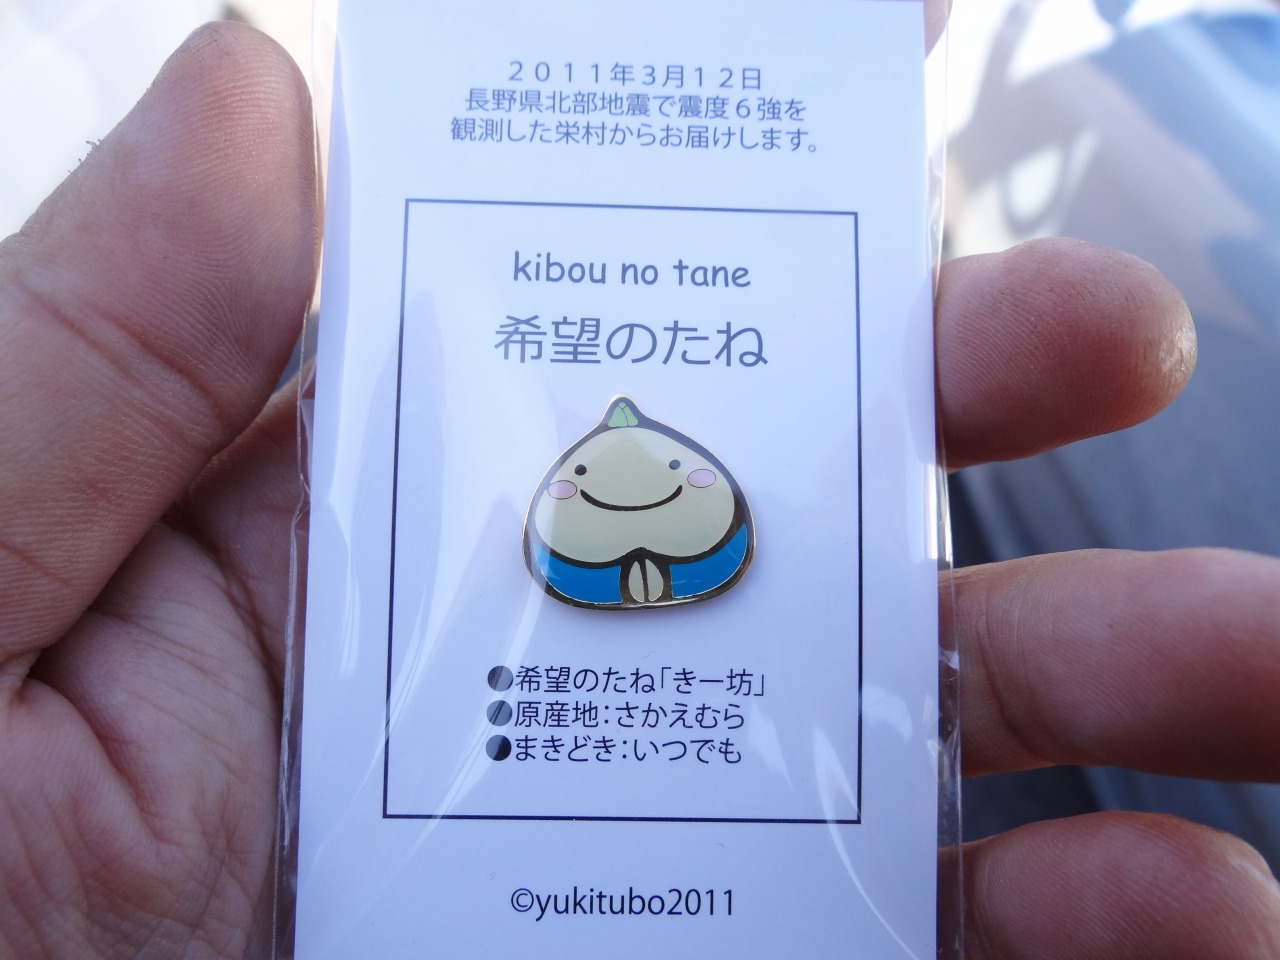 ２０１１年３月１２日
長野県北部地震で震度６強を
観測した栄村からお届けします。
kibou no tane
希望のたね
●希望のたね「きー坊」
●原産地：さかえむら
●まきどき：いつでも
©yukitubo2011